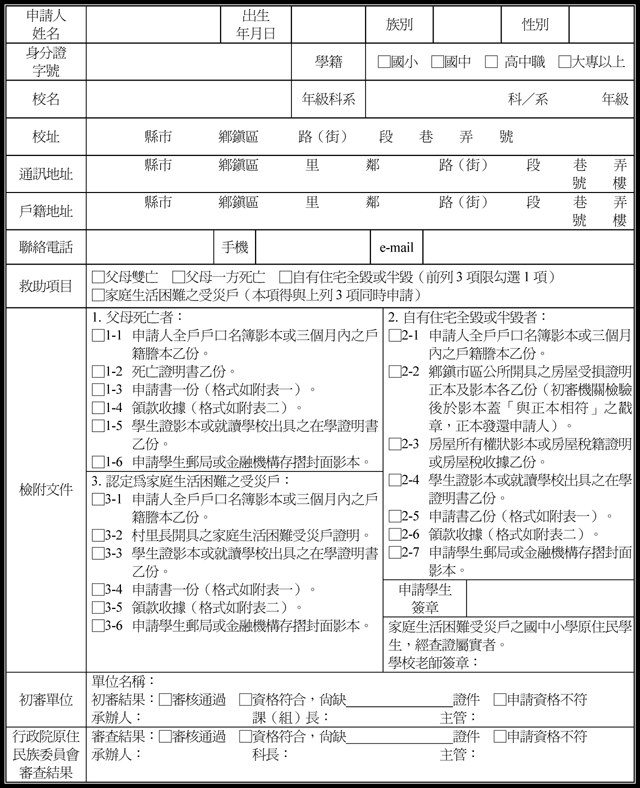 申請人 姓名 出生 年月日 族別 性別
身分證 字號 學籍 □國小 □國中 □ 高中職 □大專以上
校名 年級科系 科／系 年級
校址 縣市 鄉鎮區 路（街） 段 巷 弄 號
通訊地址 縣市 鄉鎮區 里 鄰 路（街） 段 巷 弄
號 樓
戶籍地址 縣市 鄉鎮區 里 鄰 路（街） 段 巷 弄
號 樓
聯絡電話 手機 e-mail
救助項目 □父母雙亡 □父母一方死亡 □自有住宅全毀或半毀（前列3項限勾選1項）
□家庭生活困難之受災戶（本項得與上列3項同時申請）
檢附文件
1. 父母死亡者：
□1-1 申請人全戶戶口名簿影本或三個月內之戶
籍謄本乙份。
□1-2 死亡證明書乙份。
□1-3 申請書一份（格式如附表一）。
□1-4 領款收據（格式如附表二）。
□1-5 學生證影本或就讀學校出具之在學證明書
乙份。
□1-6 申請學生郵局或金融機構存摺封面影本。
3. 認定為家庭生活困難之受災戶：
□3-1 申請人全戶戶口名簿影本或三個月內之戶
籍謄本乙份。
□3-2 村里長開具之家庭生活困難受災戶證明。
□3-3 學生證影本或就讀學校出具之在學證明書
乙份。
□3-4 申請書一份（格式如附表一）。
□3-5 領款收據（格式如附表二）。
□3-6 申請學生郵局或金融機構存摺封面影本。
2. 自有住宅全毀或半毀者：
□2-1 申請人全戶戶口名簿影本或三個月
內之戶籍謄本乙份。
□2-2 鄉鎮市區公所開具之房屋受損證明
正本及影本各乙份（初審機關檢驗
後於影本蓋「與正本相符」之戳
章，正本發還申請人）。
□2-3 房屋所有權狀影本或房屋稅籍證明
或房屋稅收據乙份。
□2-4 學生證影本或就讀學校出具之在學
證明書乙份。
□2-5 申請書乙份（格式如附表一）。
□2-6 領款收據（格式如附表二）。
□2-7 申請學生郵局或金融機構存摺封面
影本。
申請學生
簽章
家庭生活困難受災戶之國中小學原住民學
生，經查證屬實者。
學校老師簽章：
初審單位
單位名稱：
初審結果：□審核通過 □資格符合，尚缺____________證件 □申請資格不符
承辦人： 課（組）長： 主管：
行政院原住
民族委員會
審查結果
審查結果：□審核通過 □資格符合，尚缺____________證件 □申請資格不符
承辦人： 科長： 主管：